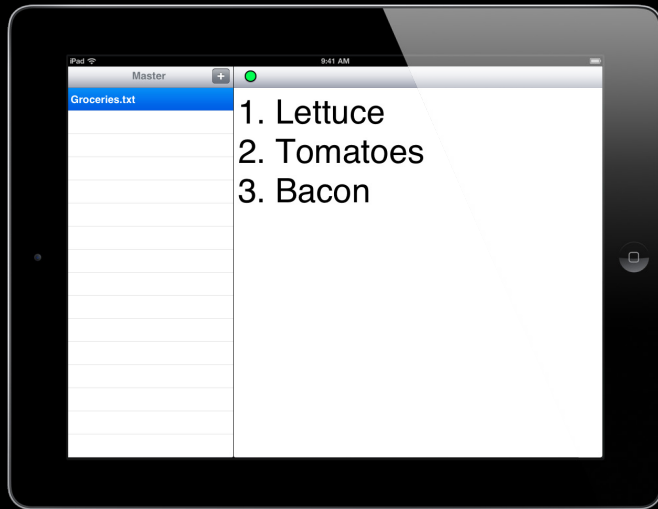 iPad
9:41 AM
Master
+
Groceries.txt
1. Lettuce
2. Tomatoes
3. Bacon